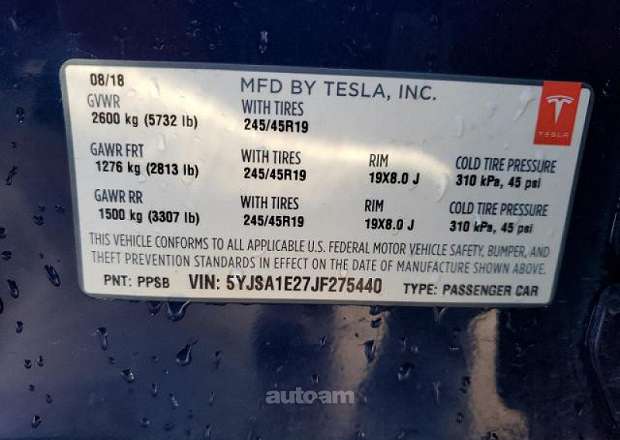 08/18 MFD BY TESLA, INC.
GVWR WITH TIRES
2600 kg (5732 lb) 245/45R19
TESLA
GAWR FRT WITH TIRES RIM COLD TIRE PRESSURE
1276 kg (2813 lb) 245/45R19 19X8.0 J 310 kPa, 45 psi
GAWR RR WITH TIRES RIM COLD TIRE PRESSURE
1500 kg (3307 lb) 245/45R19 19X8.0 J 310 kPa, 45 psi
THIS VEHICLE CONFORMS TO ALL APPLICABLE U.S. FEDERAL MOTOR VEHICLE SAFETY, BUMPER, AND
THEFT PREVENTION STANDARDS IN EFFECT ON THE DATE OF MANUFACTURE SHOWN ABOVE.
PNT: PPSB VIN: 5YJSA1E27JF275440 TYPE: PASSENGER CAR
auto.am